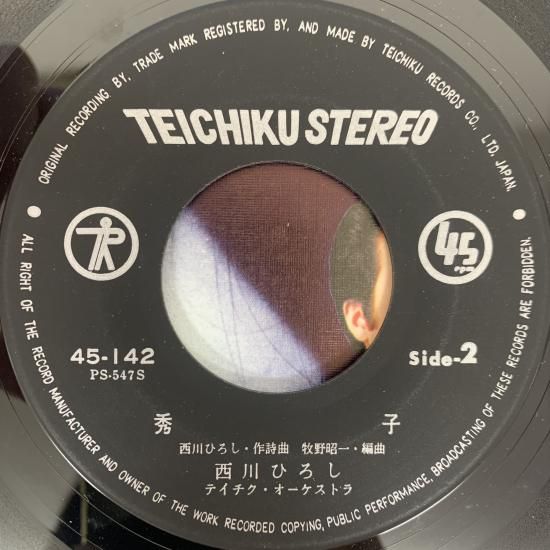 ORIGINAL RECORDING BY, TRADE MARK REGISTERED BY, AND MADE BY TEICHIKU RECORDS CO., LTD. JAPAN.
TEICHIKU STEREO
TR
45
rpm
45-142
PS-547S
Side-2
秀子
西川ひろし・作詩曲 牧野昭一・編曲
西川ひろし
テイチク・オーケストラ
ALL RIGHT OF THE RECORD MANUFACTURER AND OWNER OF THE WORK RECORDED COPYING, PUBLIC PERFORMANCE, BROADCASTING OF THESE RECORDS ARE FORBIDDEN.